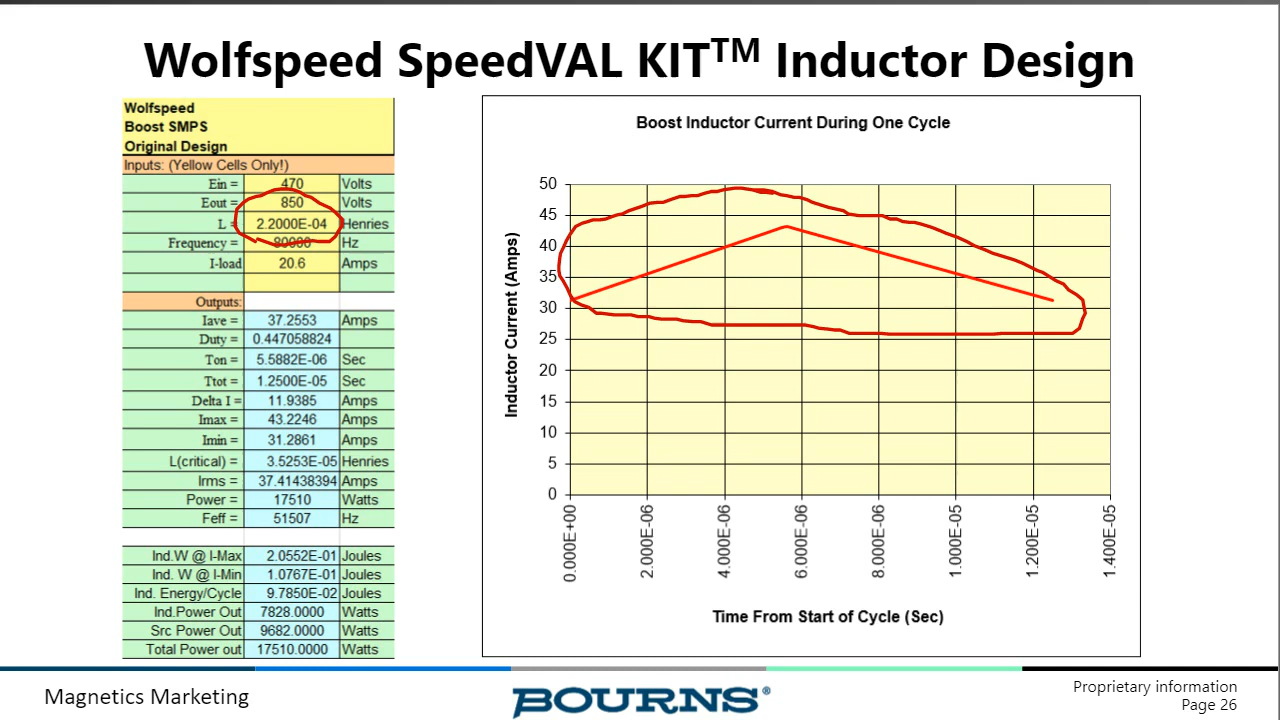 Wolfspeed SpeedVAL KIT™ Inductor Design
Wolfspeed
Boost SMPS
Original Design
Inputs: (Yellow Cells Only!)
Ein = 470 Volts
Eout = 850 Volts
L = 2.2000E-04 Henries
Frequency = 80000 Hz
I-load 20.6 Amps
Outputs:
Iave = 37.2553 Amps
Duty = 0.447058824
Ton = 5.5882E-06 Sec
Ttot = 1.2500E-05 Sec
Delta I = 11.9385 Amps
Imax = 43.2246 Amps
Imin = 31.2861 Amps
L(critical) = 3.5253E-05 Henries
Irms = 37.41438394 Amps
Power = 17510 Watts
Feff = 51507 Hz
Ind.W @ I-Max 2.0552E-01 Joules
Ind. W @ I-Min 1.0767E-01 Joules
Ind. Energy/Cycle 9.7850E-02 Joules
Ind.Power Out 7828.0000 Watts
Src Power Out 9682.0000 Watts
Total Power out 17510.0000 Watts
Boost Inductor Current During One Cycle
Inductor Current (Amps)
50
45
40
35
30
25
20
15
10
5
0
0.000E+00
2.000E-06
4.000E-06
6.000E-06
8.000E-06
1.000E-05
1.200E-05
1.400E-05
Time From Start of Cycle (Sec)
Magnetics Marketing
BOURNS®
Proprietary information
Page 26